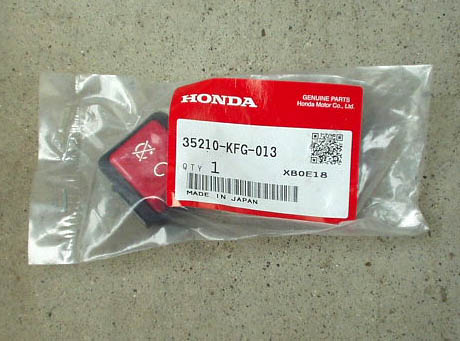 HONDA
GENUINE PARTS
Honda Motor Co., Ltd.
35210-KFG-013
QTY 1
XB0E18
MADE IN JAPAN